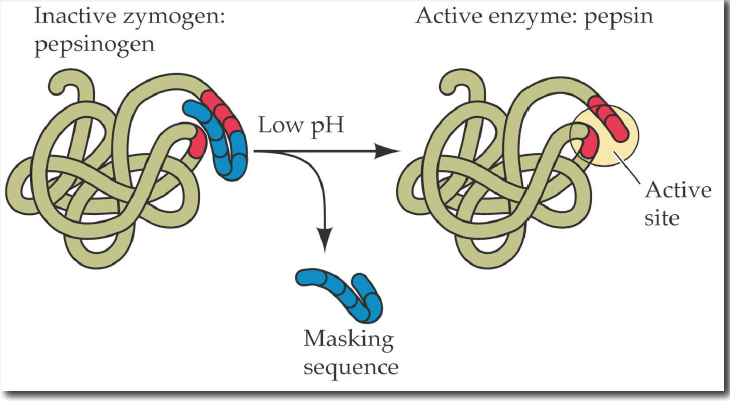 Inactive zymogen:
pepsinogen
Active enzyme: pepsin
Low pH
Active
site
Masking
sequence